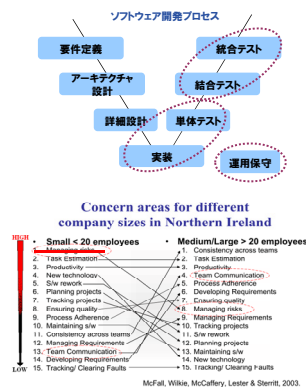 ソフトウェア開発プロセス
要件定義
統合テスト
アーキテクチャ
設計
結合テスト
詳細設計
単体テスト
実装
運用保守
Concern areas for different
company sizes in Northern Ireland
HIGH
• Small < 20 employees
1. Managing risks
2. Task Estimation
3. Productivity
4. New technology
5. S/w rework
6. Planning projects
7. Tracking projects
8. Ensuring quality
9. Process Adherence
10. Maintaining s/w
11. Consistency across teams
12. Managing Requirements
13. Team Communication
14. Developing Requirements
15. Tracking/ Clearing Faults
LOW
• Medium/Large > 20 employees
1. Consistency across teams
2. Task Estimation
3. Productivity
4. Team Communication
5. Process Adherence
6. Developing Requirements
7. Ensuring quality
8. Managing risks
9. Managing Requirements
10. Tracking projects
11. S/w rework
12. Planning projects
13. Maintaining s/w
14. New technology
15. Tracking/ Clearing Faults
McFall, Wilkie, McCaffery, Lester & Sterritt, 2003.